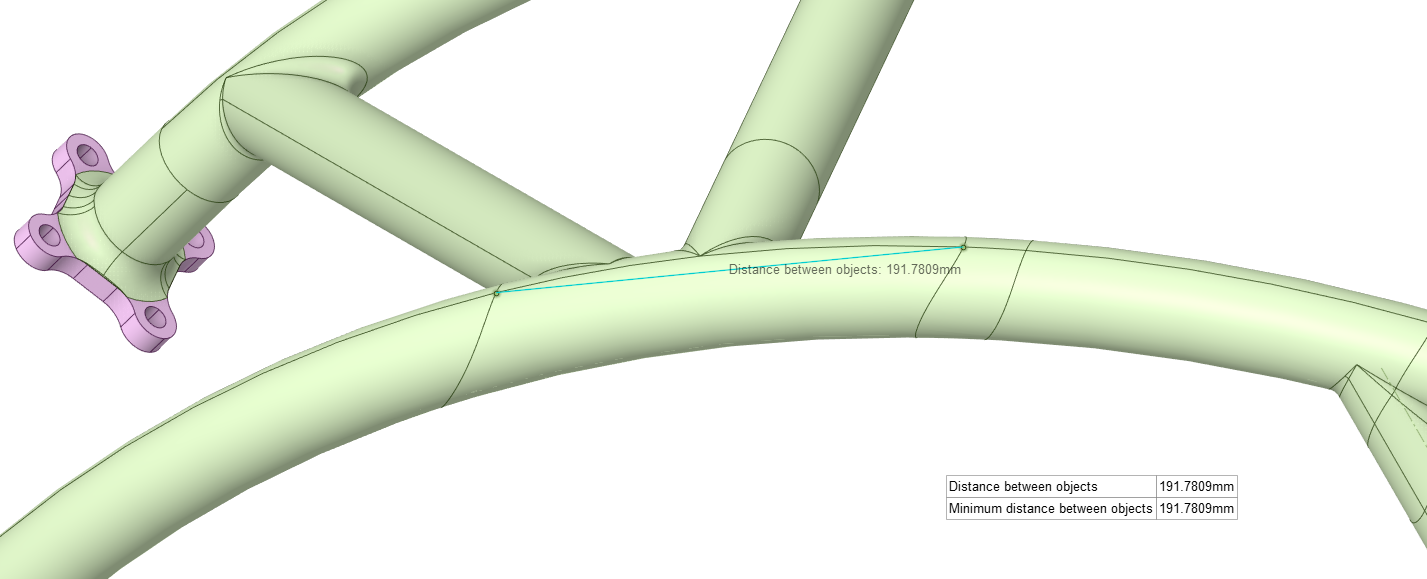 Distance between objects: 191.7809mm
Distance between objects 191.7809mm
Minimum distance between objects 191.7809mm